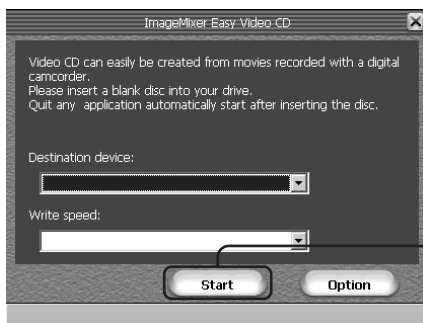 ImageMixer Easy Video CD
Video CD can easily be created from movies recorded with a digital
camcorder.
Please insert a blank disc into your drive.
Quit any application automatically start after inserting the disc.
Destination device:
Write speed:
Start
Option